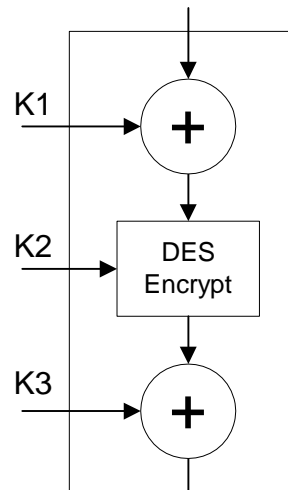 K1
+
K2
DES
Encrypt
K3
+